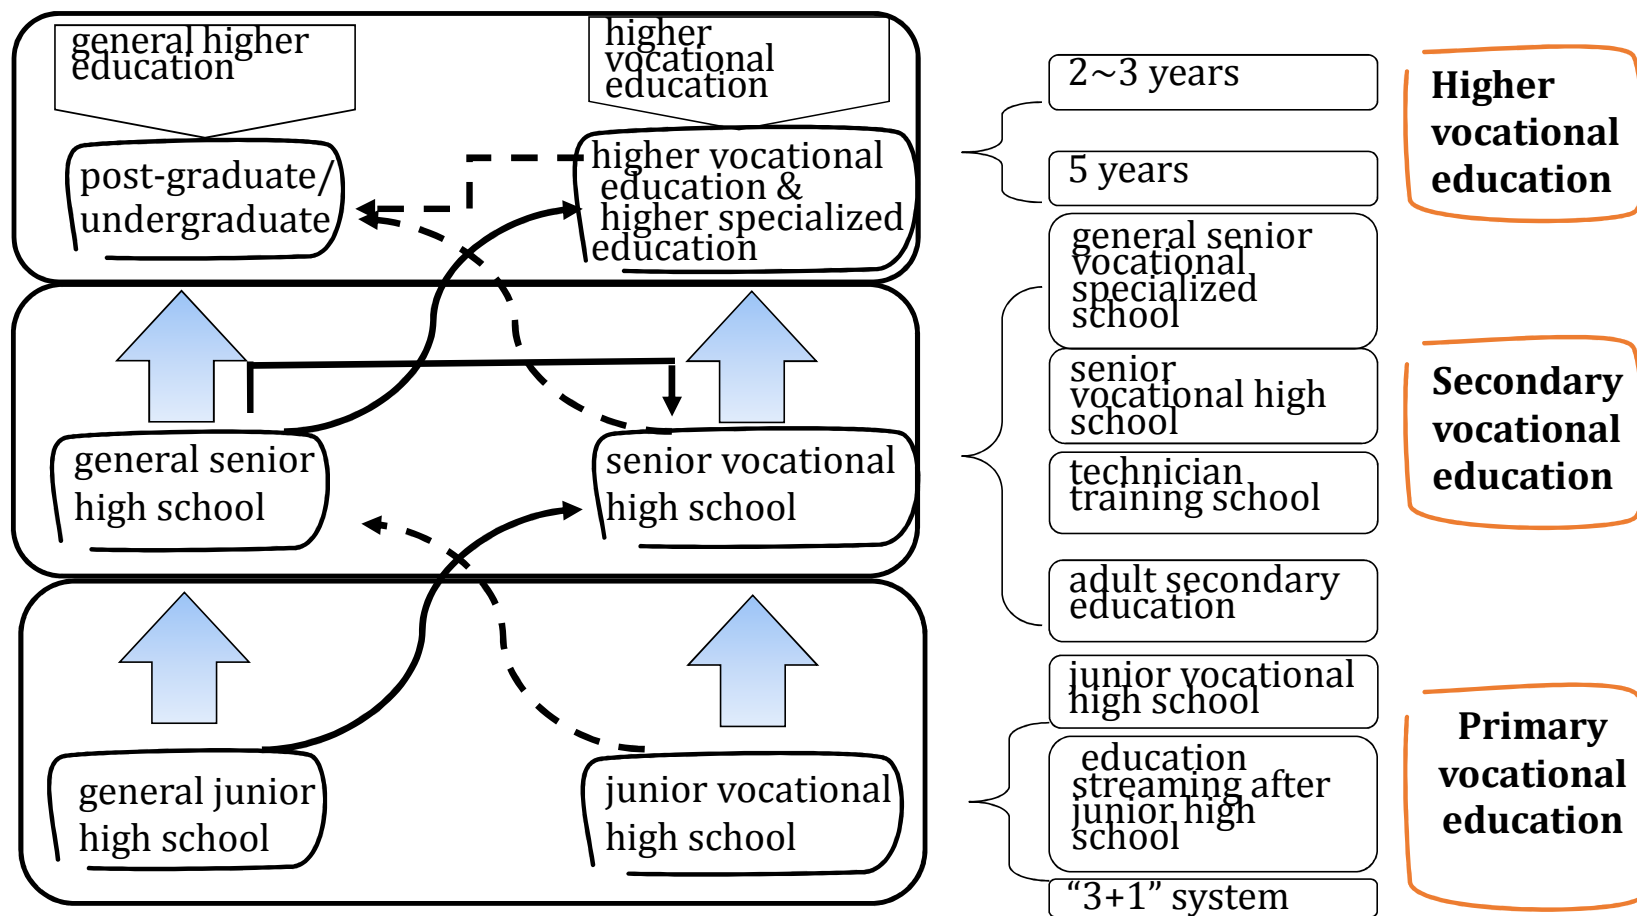 general higher
education
higher
vocational
education
post-graduate/
undergraduate
higher vocational
education &
higher specialized
education
general senior
high school
senior vocational
high school
general junior
high school
junior vocational
high school
2~3 years
5 years
general senior
vocational
specialized
school
senior
vocational high
school
technician
training school
adult secondary
education
junior vocational
high school
education
streaming after
junior high
school
“3+1” system
Higher
vocational
education
Secondary
vocational
education
Primary
vocational
education